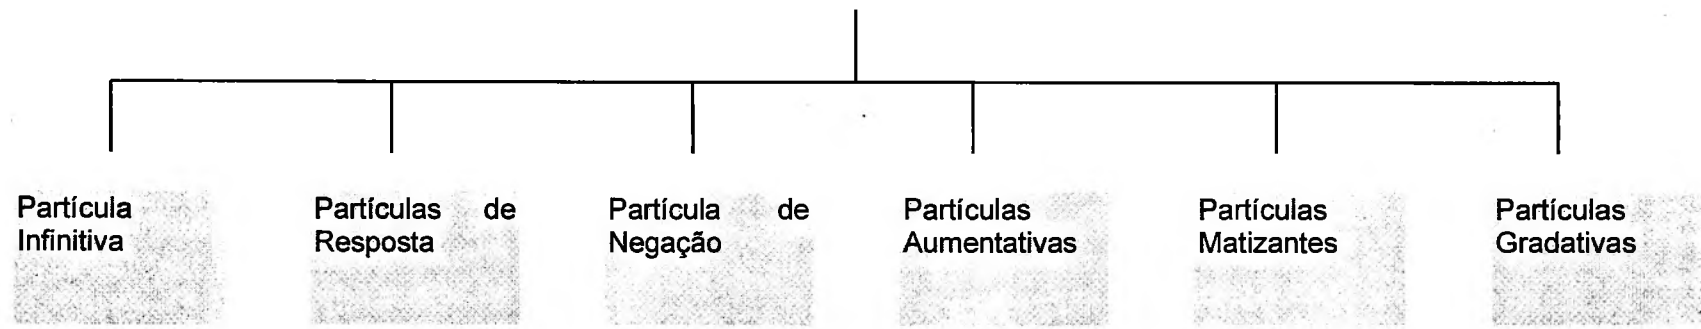 Partícula
Infinitiva
Partículas de
Resposta
Partícula de
Negação
Partículas
Aumentativas
Partículas
Matizantes
Partículas
Gradativas